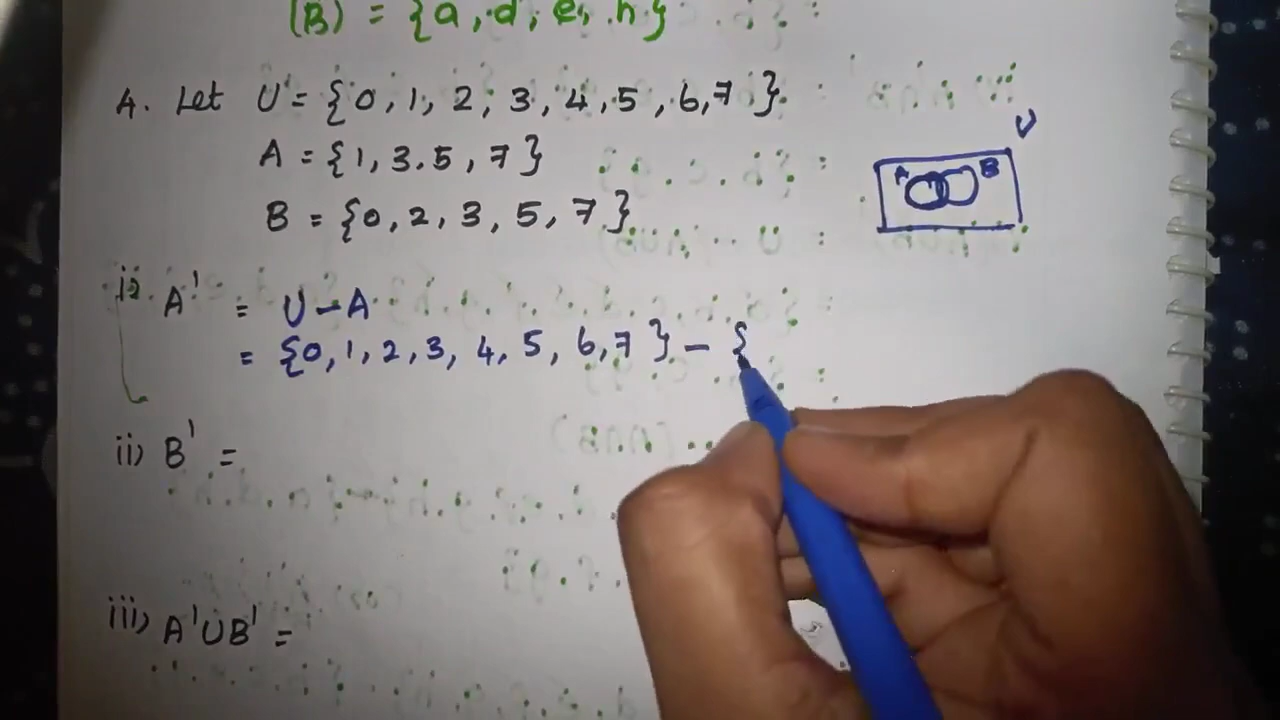 (B) = {a, d, e, h}
4. Let U = {0, 1, 2, 3, 4, 5, 6, 7}
A = {1, 3. 5, 7}
B = {0, 2, 3, 5, 7}
U
A B
i) A' = U - A
= {0, 1, 2, 3, 4, 5, 6, 7} - {
ii) B' =
iii) A'UB' =